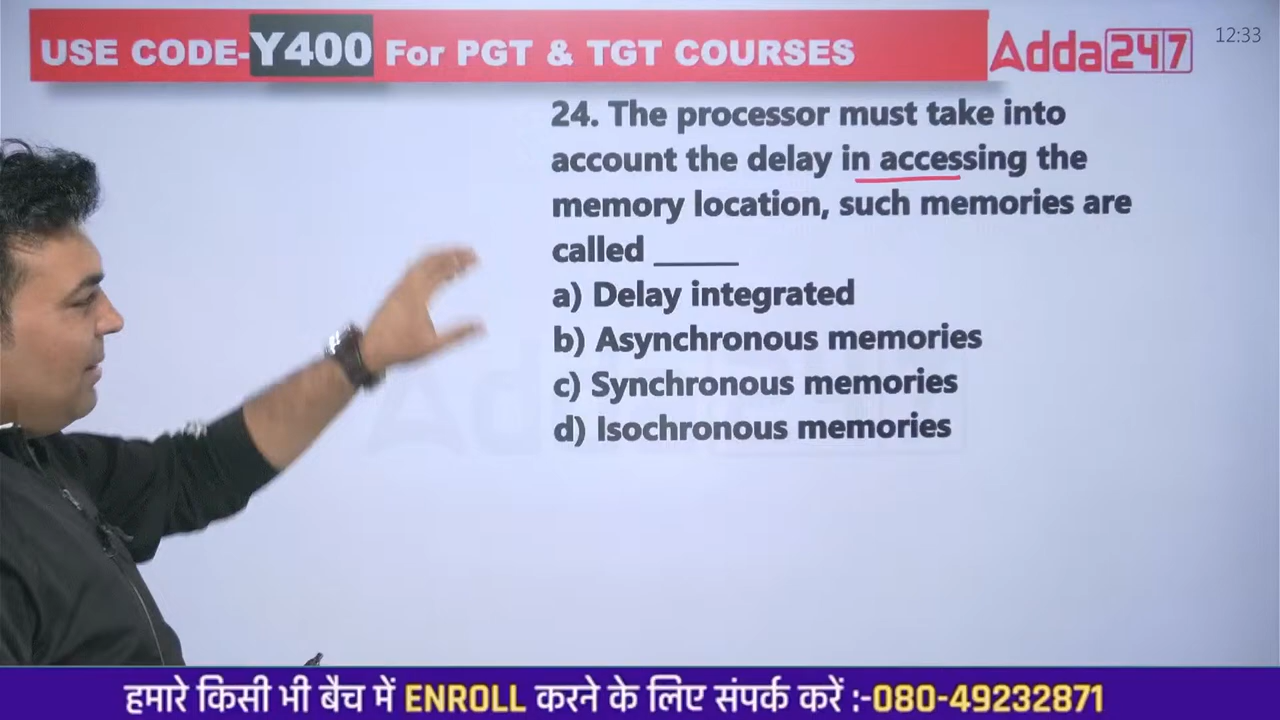 USE CODE-Y400 For PGT & TGT COURSES
Adda247
12:33
24. The processor must take into
account the delay in accessing the
memory location, such memories are
called _____
a) Delay integrated
b) Asynchronous memories
c) Synchronous memories
d) Isochronous memories
हमारे किसी भी बैच में ENROLL करने के लिए संपर्क करें :-080-49232871